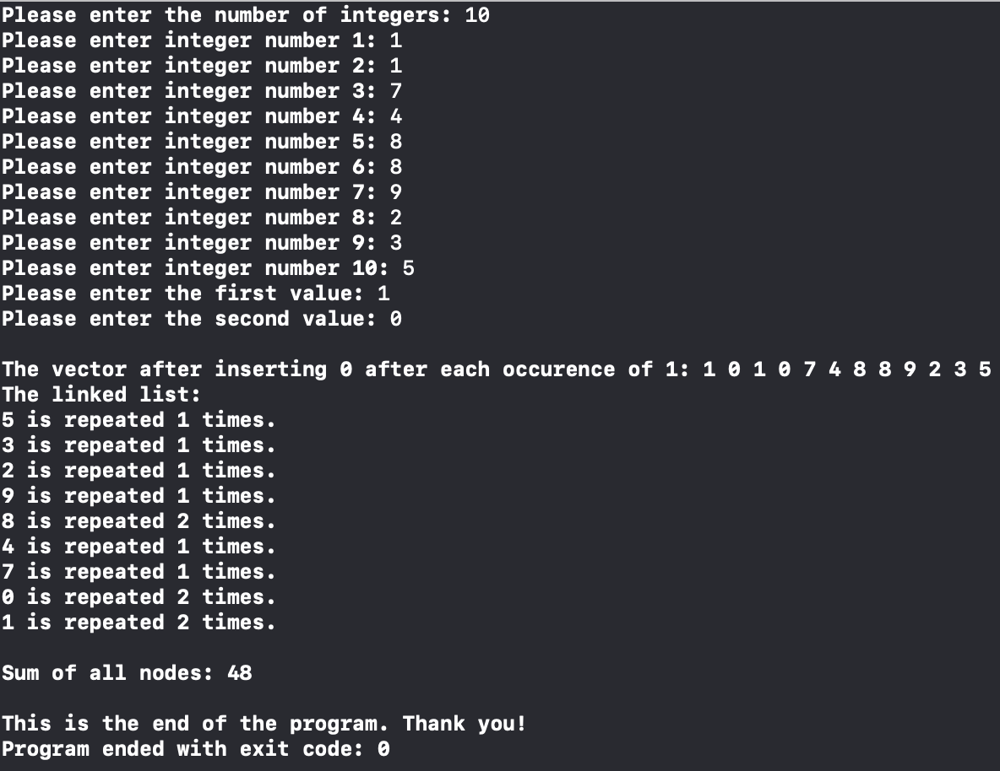 Please enter the number of integers: 10
Please enter integer number 1: 1
Please enter integer number 2: 1
Please enter integer number 3: 7
Please enter integer number 4: 4
Please enter integer number 5: 8
Please enter integer number 6: 8
Please enter integer number 7: 9
Please enter integer number 8: 2
Please enter integer number 9: 3
Please enter integer number 10: 5
Please enter the first value: 1
Please enter the second value: 0
The vector after inserting 0 after each occurence of 1: 1 0 1 0 7 4 8 8 9 2 3 5
The linked list:
5 is repeated 1 times.
3 is repeated 1 times.
2 is repeated 1 times.
9 is repeated 1 times.
8 is repeated 2 times.
4 is repeated 1 times.
7 is repeated 1 times.
0 is repeated 2 times.
1 is repeated 2 times.
Sum of all nodes: 48
This is the end of the program. Thank you!
Program ended with exit code: 0